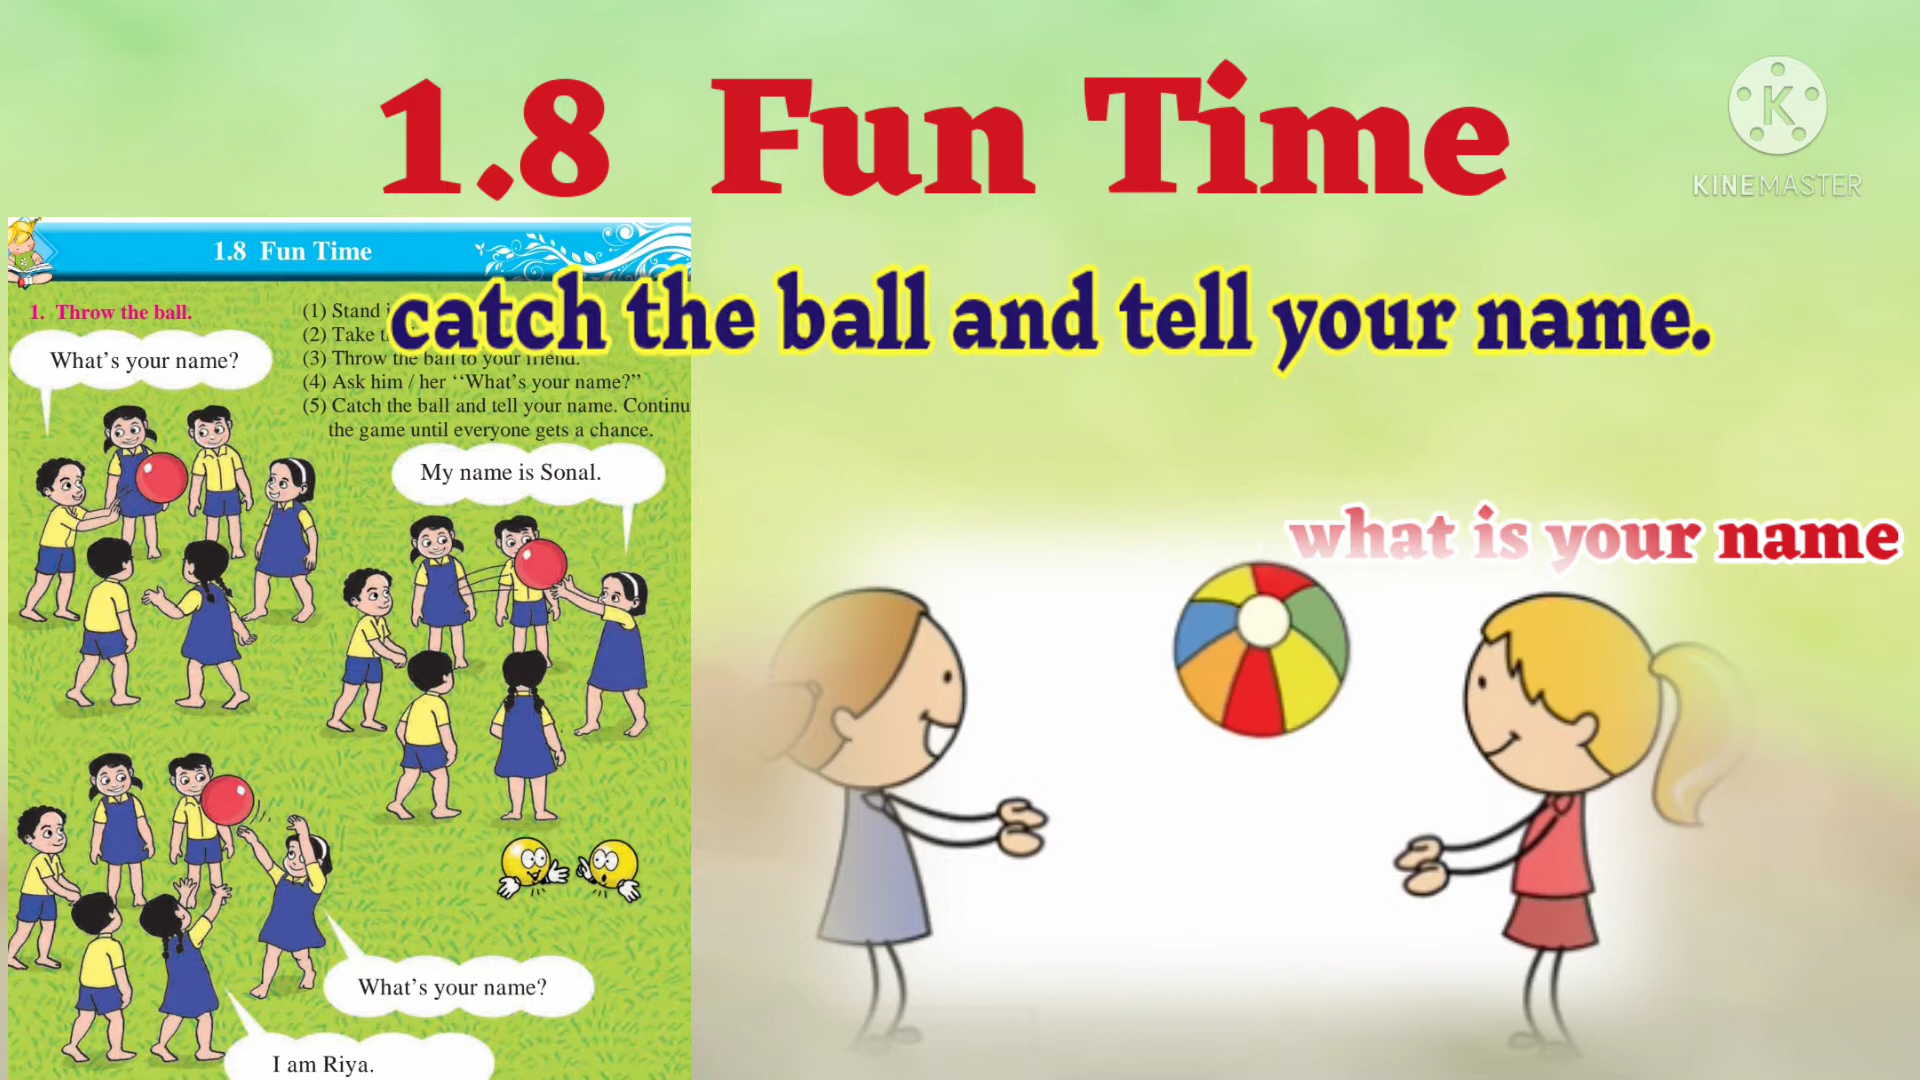 1.8 Fun Time
KINEMASTER
1.8 Fun Time
catch the ball and tell your name.
1. Throw the ball.
(1) Stand
(2) Take
(3) Throw the ball to your friend.
(4) Ask him / her ‘‘What’s your name?’’
(5) Catch the ball and tell your name. Continu
the game until everyone gets a chance.
What’s your name?
My name is Sonal.
what is your name
What’s your name?
I am Riya.